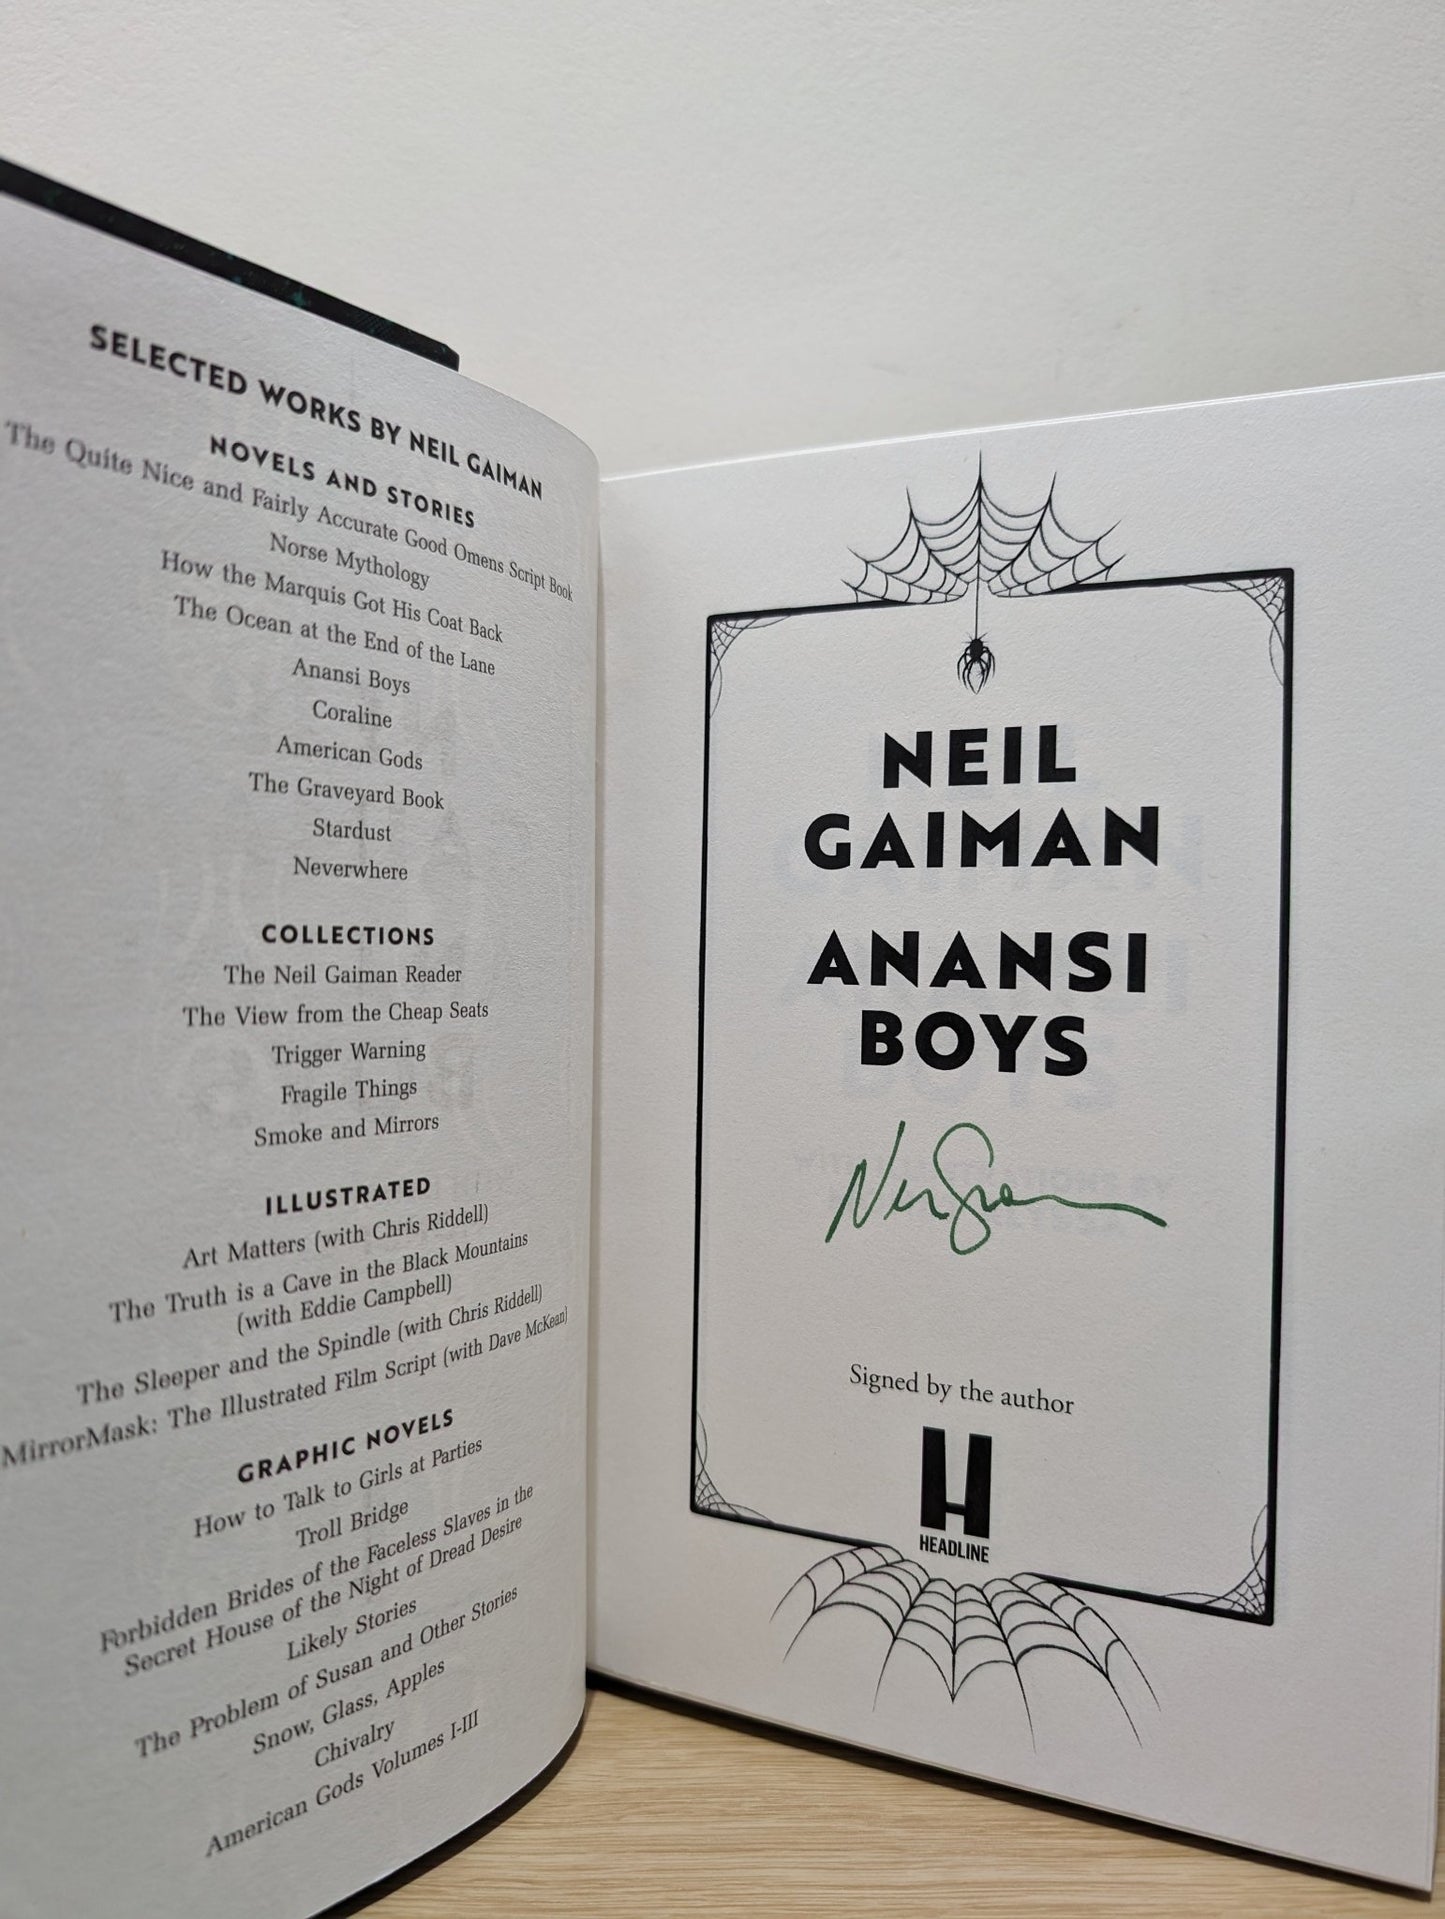 SELECTED WORKS BY NEIL GAIMAN
NOVELS AND STORIES
The Quite Nice and Fairly Accurate Good Omens Script Book
Norse Mythology
How the Marquis Got His Coat Back
The Ocean at the End of the Lane
Anansi Boys
Coraline
American Gods
The Graveyard Book
Stardust
Neverwhere
COLLECTIONS
The Neil Gaiman Reader
The View from the Cheap Seats
Trigger Warning
Fragile Things
Smoke and Mirrors
ILLUSTRATED
Art Matters (with Chris Riddell)
The Truth is a Cave in the Black Mountains
(with Eddie Campbell)
The Sleeper and the Spindle (with Chris Riddell)
MirrorMask: The Illustrated Film Script (with Dave McKean)
GRAPHIC NOVELS
How to Talk to Girls at Parties
Troll Bridge
Forbidden Brides of the Faceless Slaves in the
Secret House of the Night of Dread Desire
Likely Stories
The Problem of Susan and Other Stories
Snow, Glass, Apples
Chivalry
American Gods Volumes I-III
NEIL
GAIMAN
ANANSI
BOYS
Signed by the author
H
HEADLINE